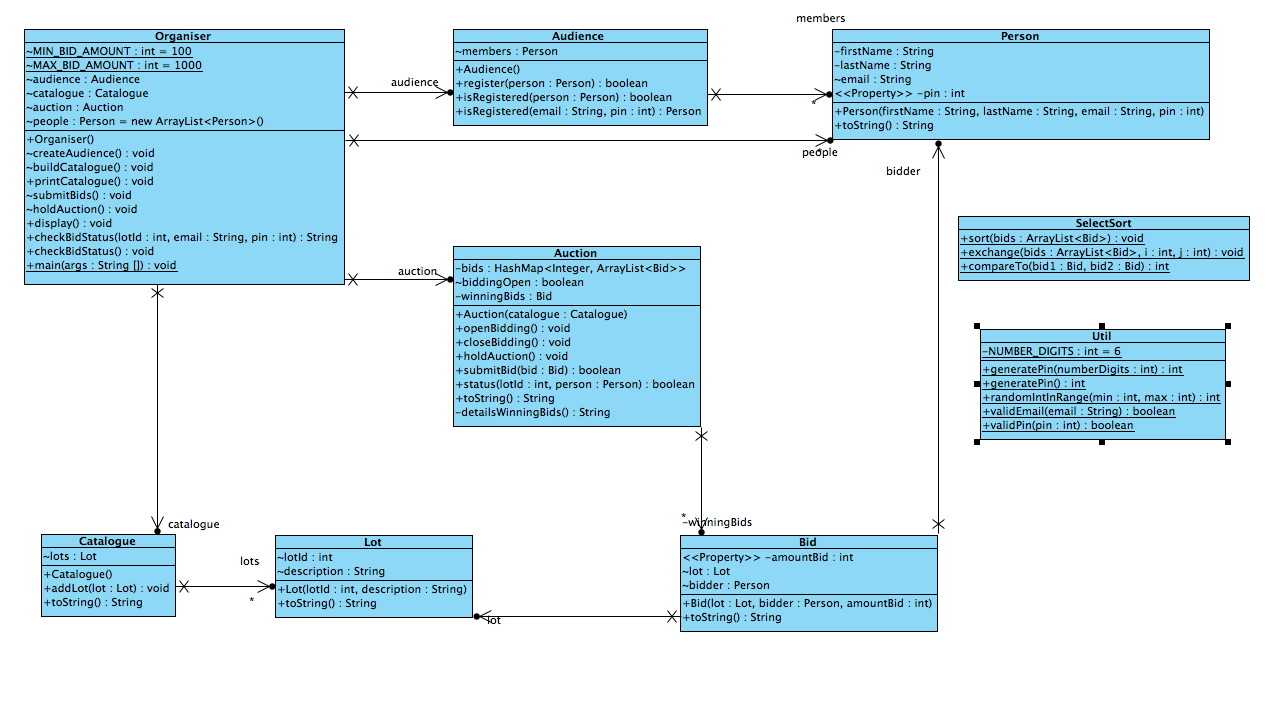 members
Organiser
~MIN_BID_AMOUNT : int = 100
~MAX_BID_AMOUNT : int = 1000
~audience : Audience
~catalogue : Catalogue
~auction : Auction
~people : Person = new ArrayList<Person>()
+Organiser()
~createAudience() : void
~buildCatalogue() : void
+printCatalogue() : void
~submitBids() : void
~holdAuction() : void
+display() : void
+checkBidStatus(lotId : int, email : String, pin : int) : String
+checkBidStatus() : void
+main(args : String []) : void
audience
Audience
~members : Person
+Audience()
+register(person : Person) : boolean
+isRegistered(person : Person) : boolean
+isRegistered(email : String, pin : int) : Person
*
Person
-firstName : String
-lastName : String
~email : String
<<Property>> -pin : int
+Person(firstName : String, lastName : String, email : String, pin : int)
+toString() : String
people
*
bidder
SelectSort
+sort(bids : ArrayList<Bid>) : void
+exchange(bids : ArrayList<Bid>, i : int, j : int) : void
+compareTo(bid1 : Bid, bid2 : Bid) : int
auction
Auction
-bids : HashMap<Integer, ArrayList<Bid>>
~biddingOpen : boolean
-winningBids : Bid
+Auction(catalogue : Catalogue)
+openBidding() : void
+closeBidding() : void
+holdAuction() : void
+submitBid(bid : Bid) : boolean
+status(lotId : int, person : Person) : boolean
+toString() : String
-detailsWinningBids() : String
Util
-NUMBER_DIGITS : int = 6
+generatePin(numberDigits : int) : int
+generatePin() : int
+randomIntInRange(min : int, max : int) : int
+validEmail(email : String) : boolean
+validPin(pin : int) : boolean
catalogue
*
-winningBids
Catalogue
~lots : Lot
+Catalogue()
+addLot(lot : Lot) : void
+toString() : String
lots
*
Lot
~lotId : int
~description : String
+Lot(lotId : int, description : String)
+toString() : String
lot
Bid
<<Property>> -amountBid : int
~lot : Lot
~bidder : Person
+Bid(lot : Lot, bidder : Person, amountBid : int)
+toString() : String